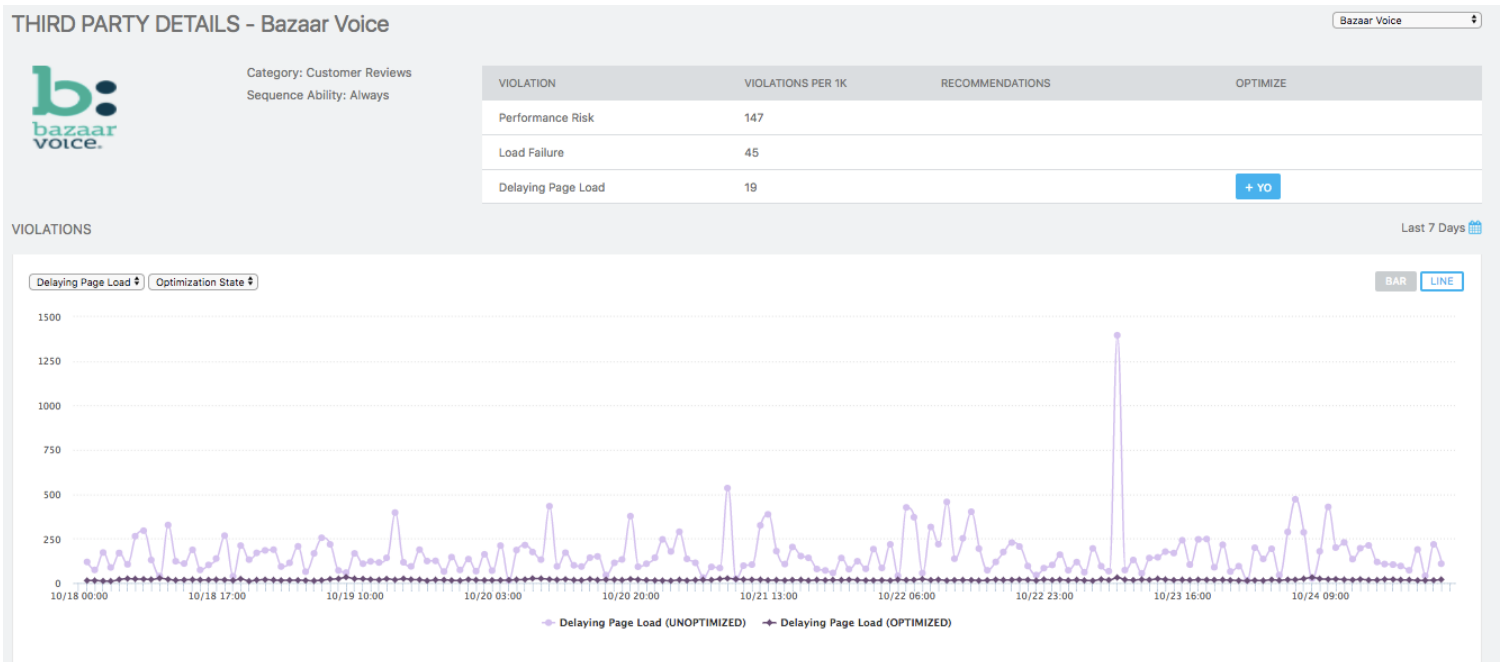 THIRD PARTY DETAILS - Bazaar Voice
Bazaar Voice
b:
bazaar
voice.
Category: Customer Reviews
Sequence Ability: Always
VIOLATION VIOLATIONS PER 1K RECOMMENDATIONS OPTIMIZE
Performance Risk 147
Load Failure 45
Delaying Page Load 19 + YO
VIOLATIONS
Last 7 Days
Delaying Page Load Optimization State
BAR LINE
1500
1250
1000
750
500
250
0
10/18 00:00 10/18 17:00 10/19 10:00 10/20 03:00 10/20 20:00 10/21 13:00 10/22 06:00 10/22 23:00 10/23 16:00 10/24 09:00
Delaying Page Load (UNOPTIMIZED) Delaying Page Load (OPTIMIZED)